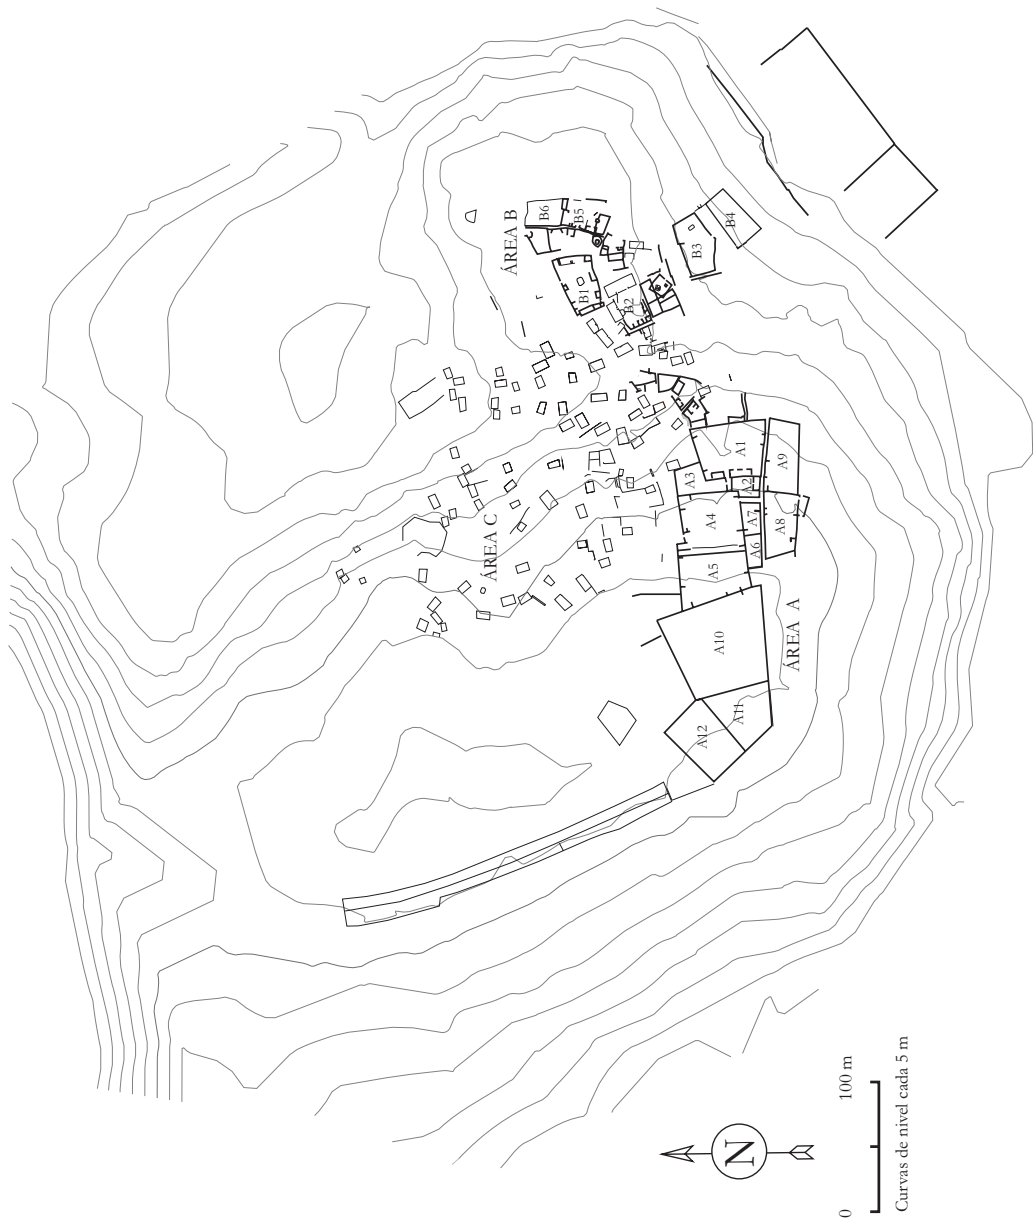 ÁREA B
B6
B5
B1
B2
B3
B4
ÁREA C
A3
A1
A2
A9
A4
A7
A8
A6
A5
A10
ÁREA A
A11
A12
N
0 100 m
Curvas de nivel cada 5 m